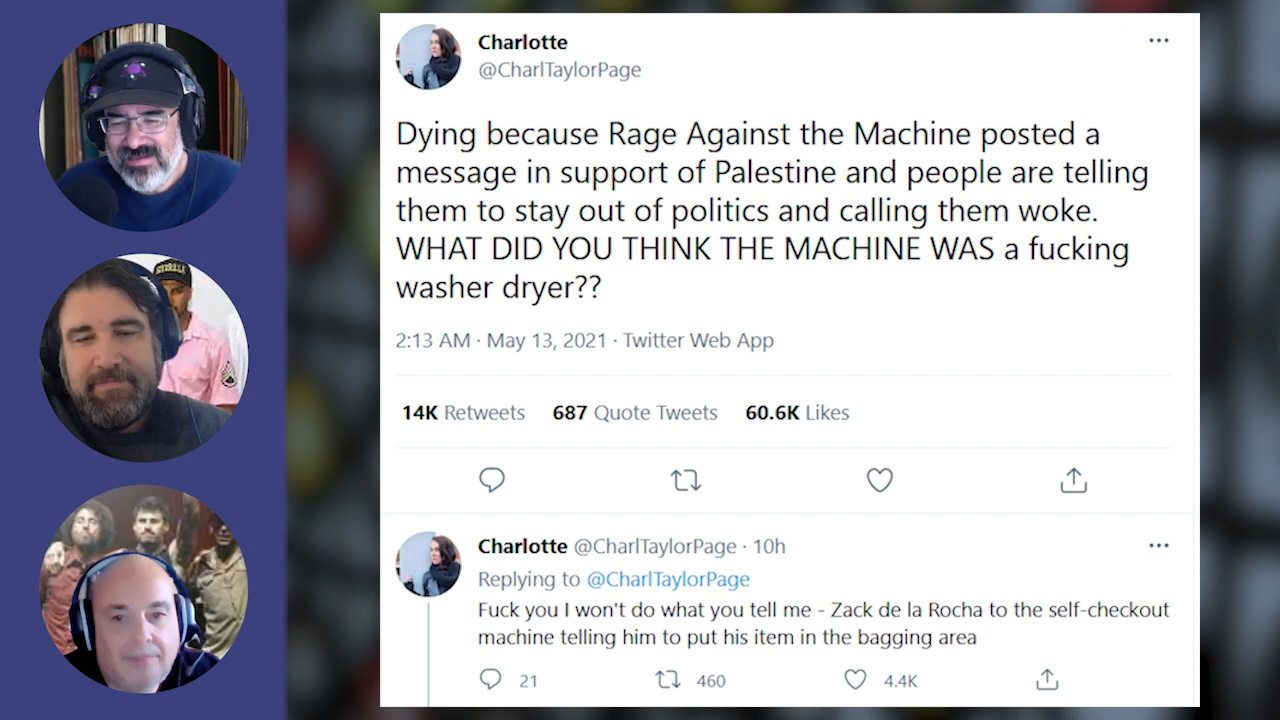 Charlotte
@CharlTaylorPage
Dying because Rage Against the Machine posted a
message in support of Palestine and people are telling
them to stay out of politics and calling them woke.
WHAT DID YOU THINK THE MACHINE WAS a fucking
washer dryer??
2:13 AM · May 13, 2021 · Twitter Web App
14K Retweets 687 Quote Tweets 60.6K Likes
Charlotte @CharlTaylorPage · 10h
Replying to @CharlTaylorPage
Fuck you I won't do what you tell me - Zack de la Rocha to the self-checkout
machine telling him to put his item in the bagging area
21 460 4.4K